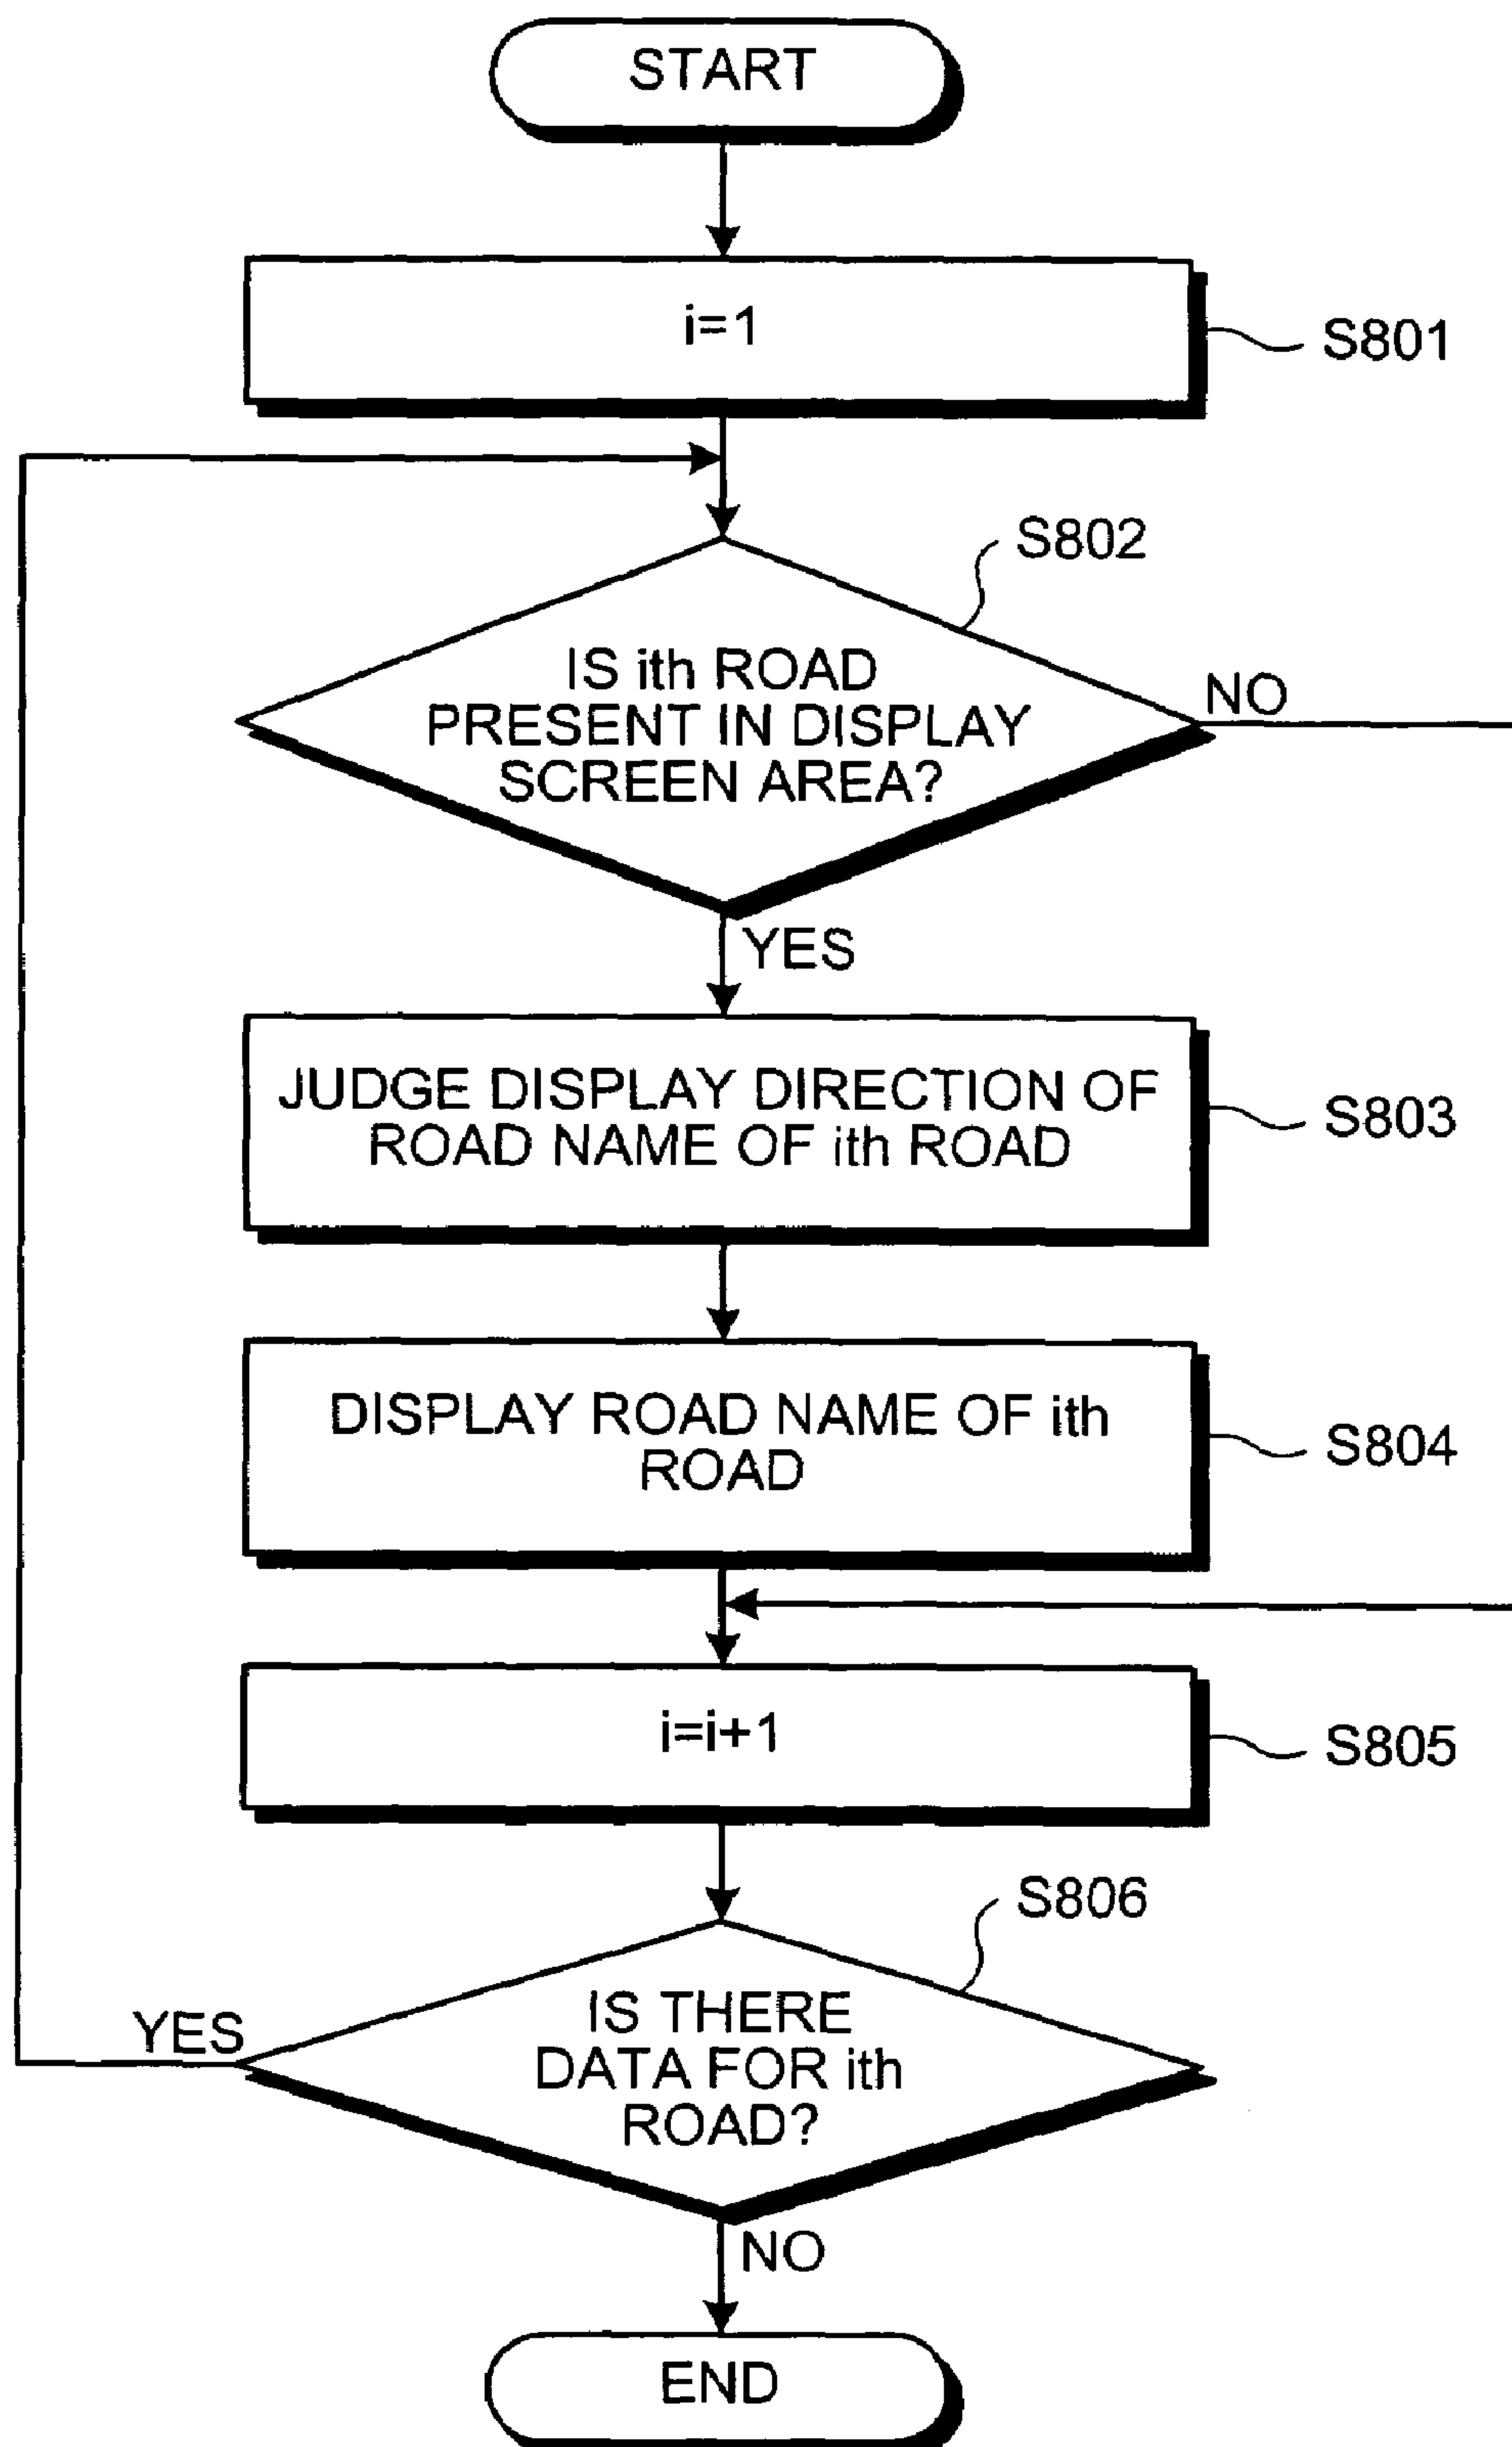 START
i=1
S801
S802
IS ith ROAD
PRESENT IN DISPLAY
SCREEN AREA?
NO
YES
JUDGE DISPLAY DIRECTION OF
ROAD NAME OF ith ROAD
S803
DISPLAY ROAD NAME OF ith
ROAD
S804
i=i+1
S805
S806
IS THERE
DATA FOR ith
ROAD?
YES
NO
END